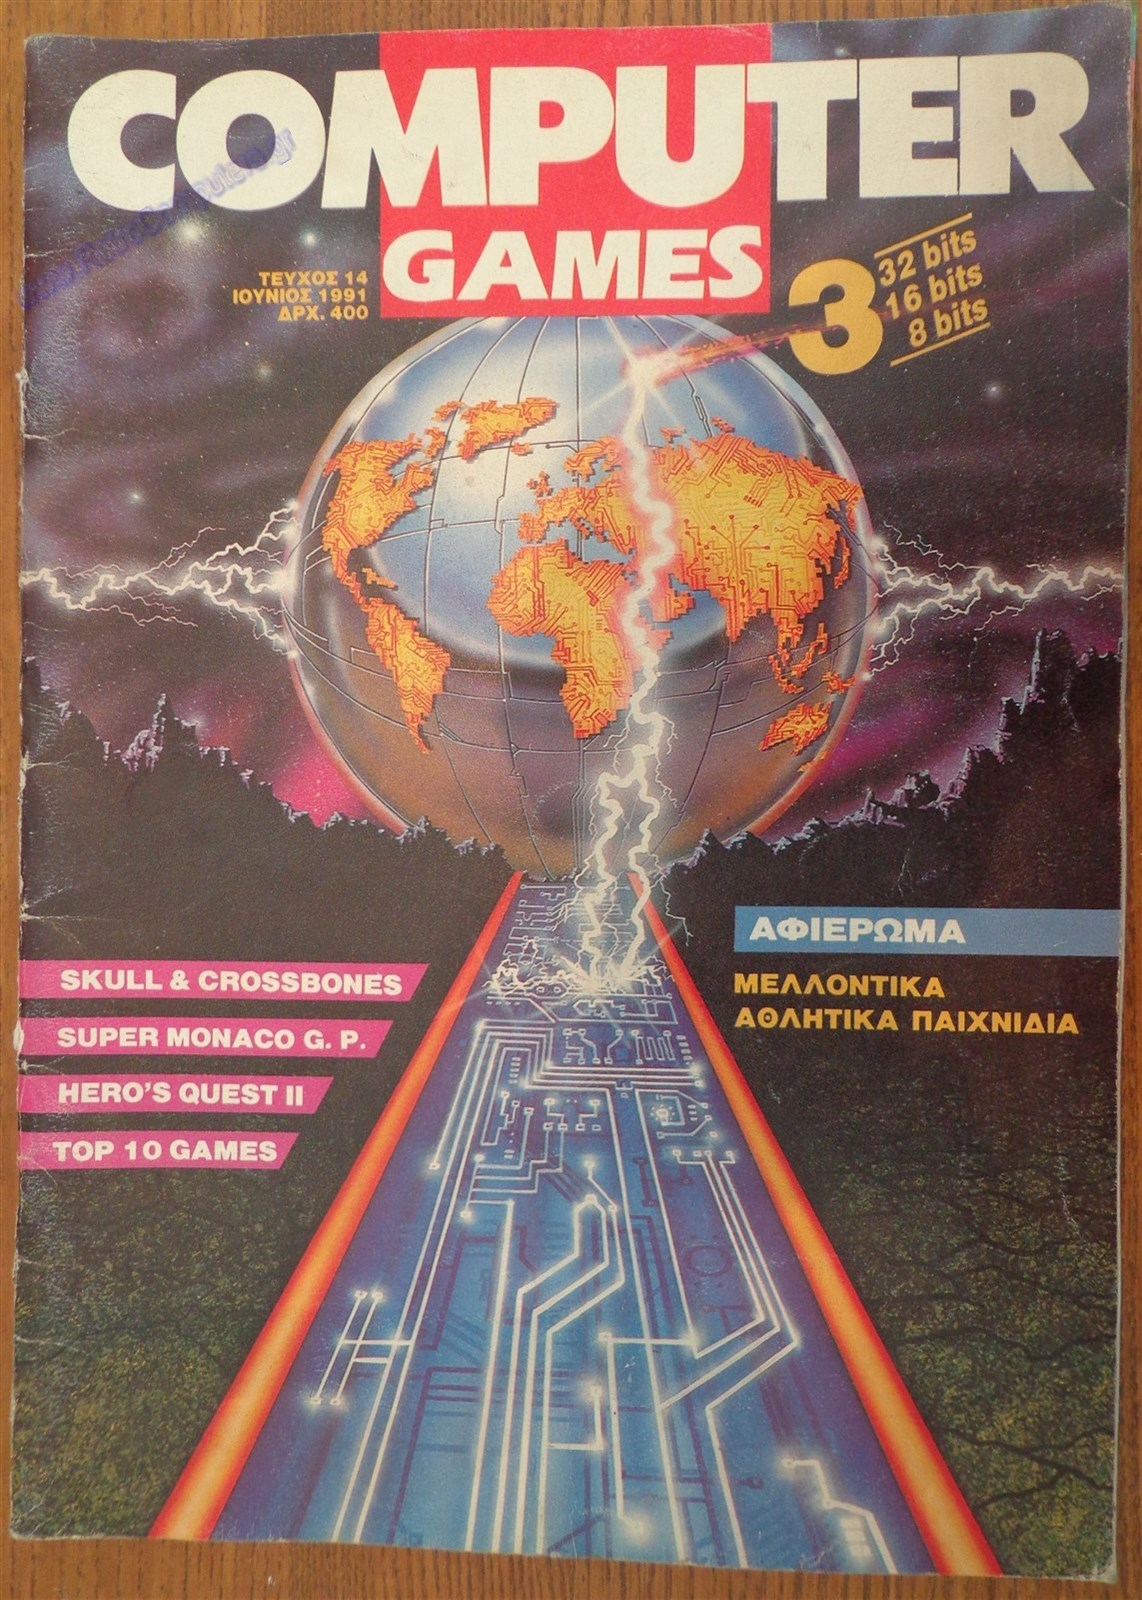 COMPUTER
GAMES
ΤΕΥΧΟΣ 14
ΙΟΥΝΙΟΣ 1991
ΔΡΧ. 400
3
32 bits
16 bits
8 bits
ΑΦΙΕΡΩΜΑ
ΜΕΛΛΟΝΤΙΚΑ
ΑΘΛΗΤΙΚΑ ΠΑΙΧΝΙΔΙΑ
SKULL & CROSSBONES
SUPER MONACO G. P.
HERO'S QUEST II
TOP 10 GAMES